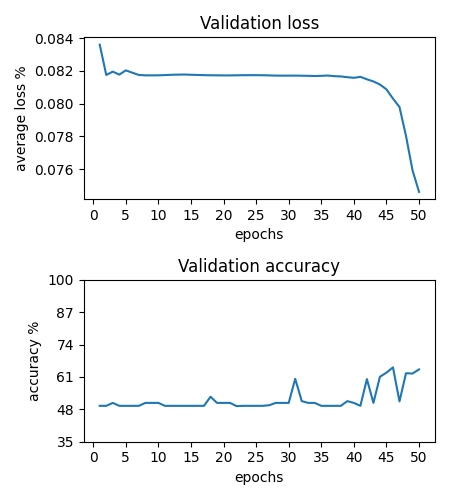 Validation loss
average loss %
0.084
0.082
0.080
0.078
0.076
0 5 10 15 20 25 30 35 40 45 50
epochs
Validation accuracy
accuracy %
100
87
74
61
48
35
0 5 10 15 20 25 30 35 40 45 50
epochs